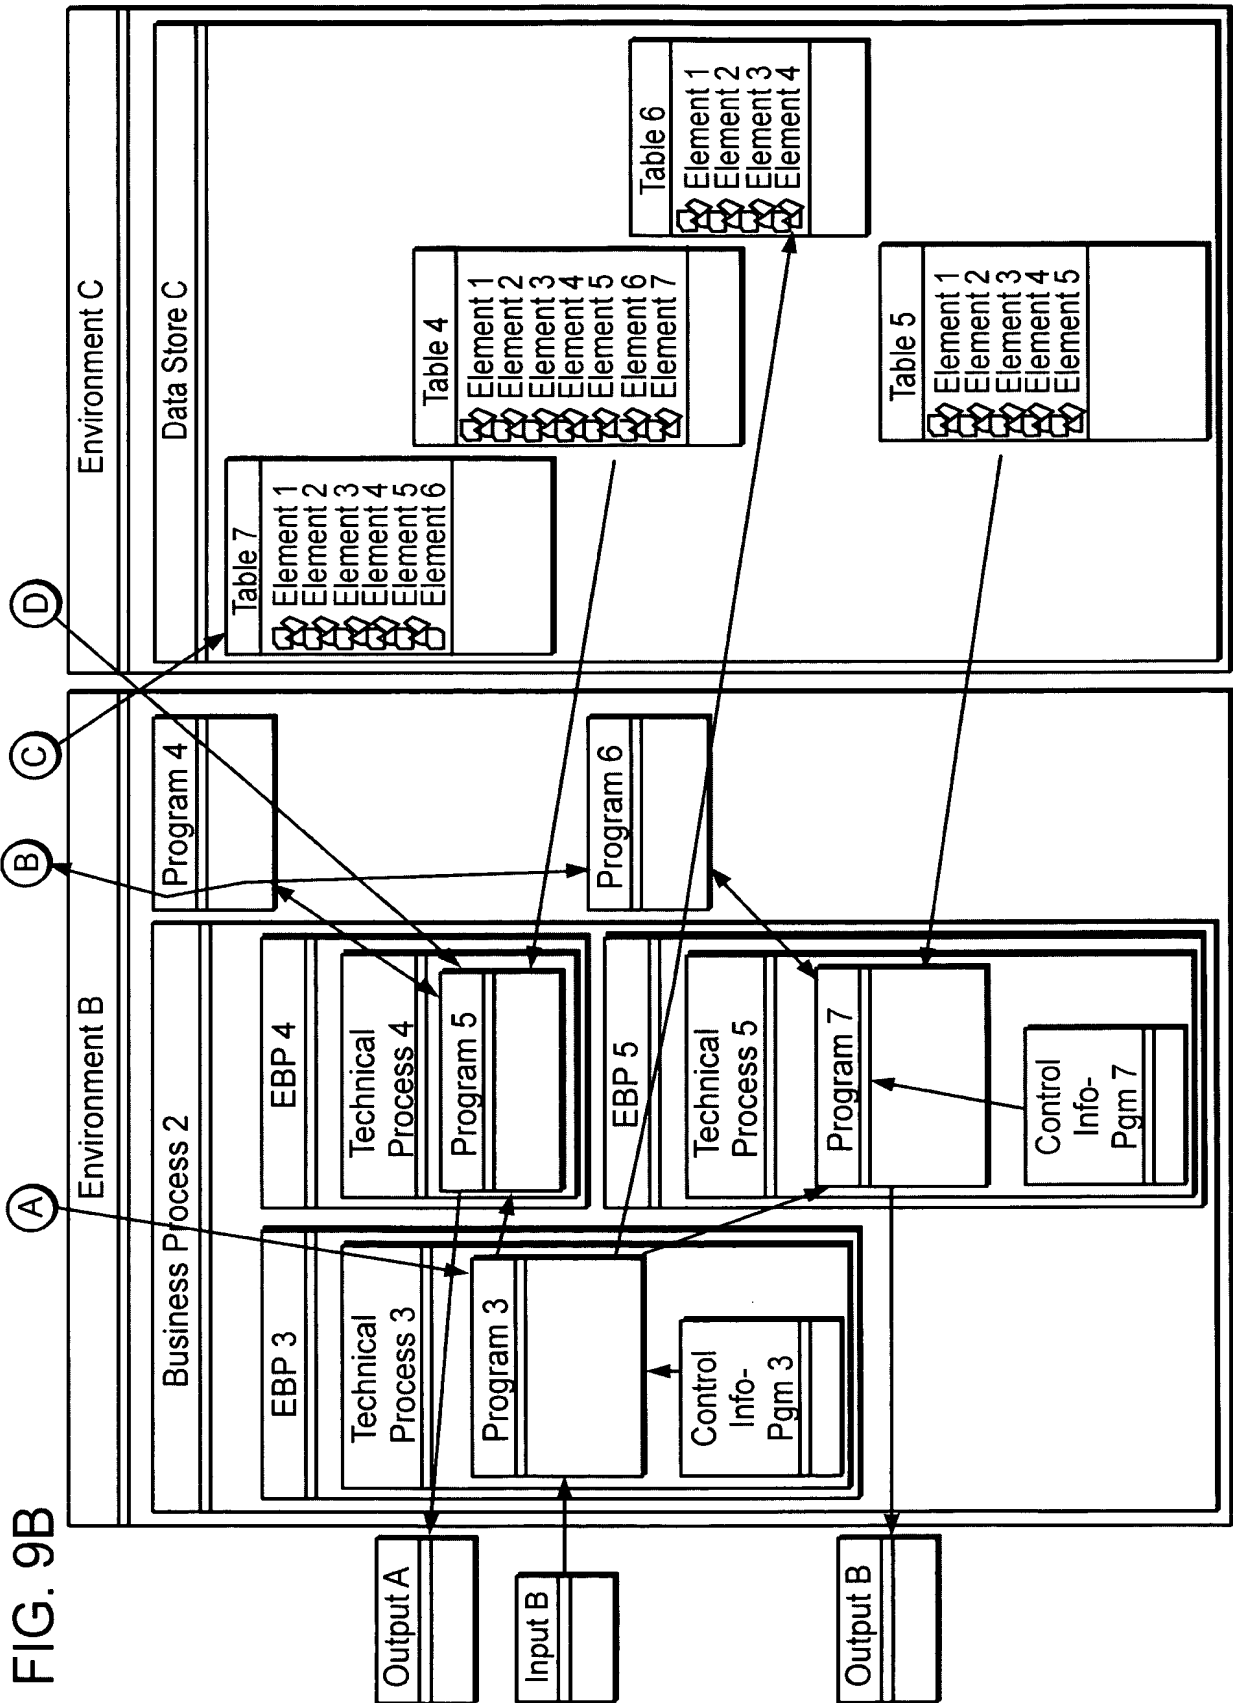 FIG. 9B
A
B
C
D
Environment B
Business Process 2
EBP 3
Technical
Process 3
Program 3
Control
Info-
Pgm 3
EBP 4
Technical
Process 4
Program 5
EBP 5
Technical
Process 5
Program 7
Control
Info-
Pgm 7
Program 4
Program 6
Output A
Input B
Output B
Environment C
Data Store C
Table 7
Element 1
Element 2
Element 3
Element 4
Element 5
Element 6
Table 4
Element 1
Element 2
Element 3
Element 4
Element 5
Element 6
Element 7
Table 6
Element 1
Element 2
Element 3
Element 4
Table 5
Element 1
Element 2
Element 3
Element 4
Element 5